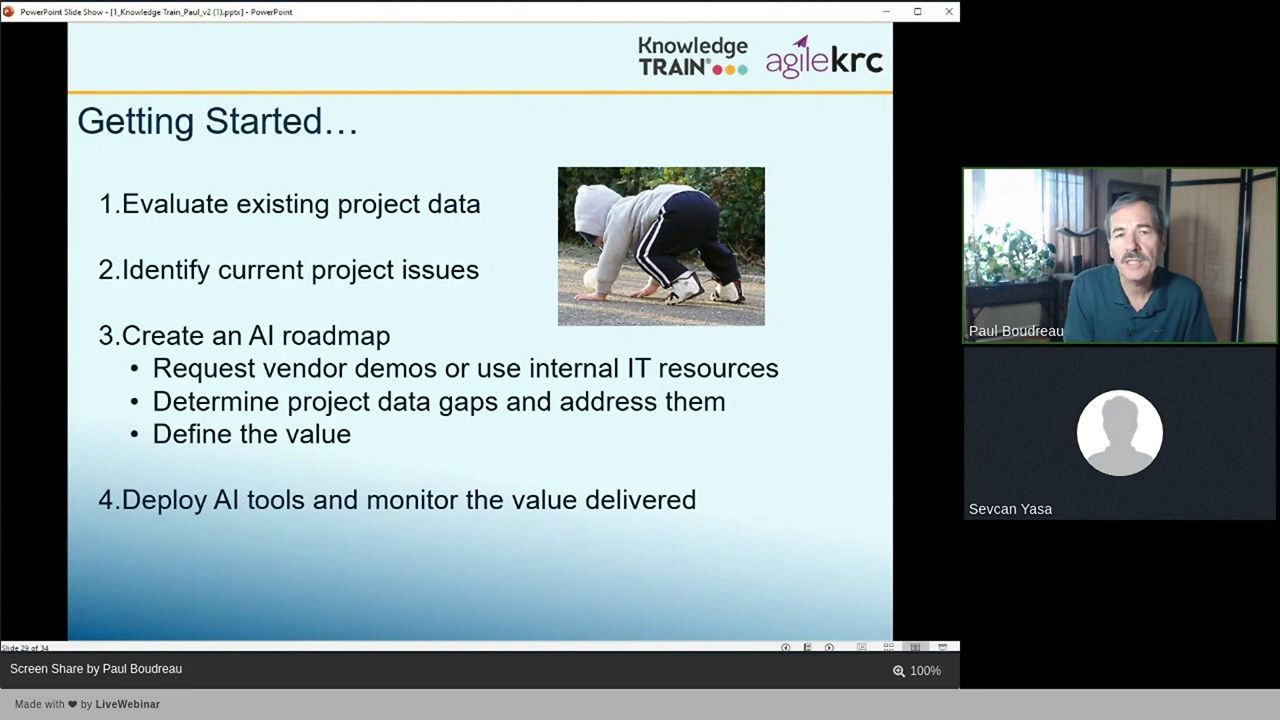 PowerPoint Slide Show - [1_Knowledge Train_Paul_v2 (1).pptx] - PowerPoint
Knowledge
TRAIN®
agilekrc
Getting Started…
1.Evaluate existing project data
2.Identify current project issues
3.Create an AI roadmap
• Request vendor demos or use internal IT resources
• Determine project data gaps and address them
• Define the value
4.Deploy AI tools and monitor the value delivered
Paul Boudreau
Sevcan Yasa
Slide 29 of 34
Screen Share by Paul Boudreau
100%
Made with ❤ by LiveWebinar